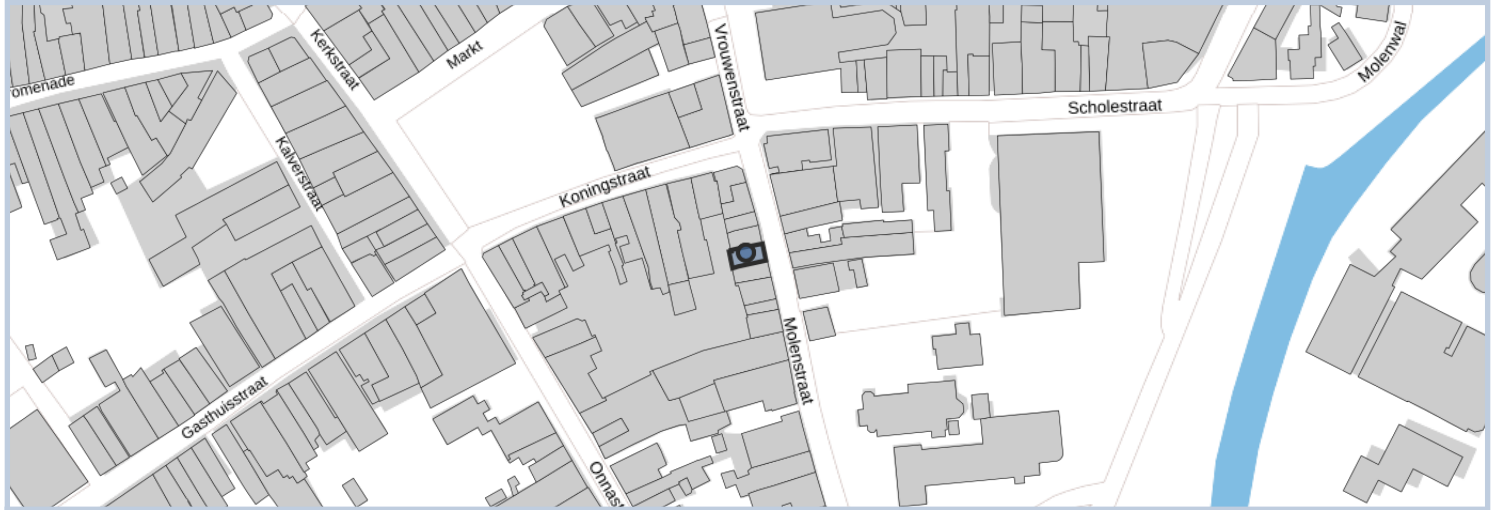 Kerkstraat
Markt
Vrouwenstraat
Molenwal
omenade
Scholestraat
Kalverstraat
Koningstraat
Molenstraat
Gasthuisstraat
Onnast